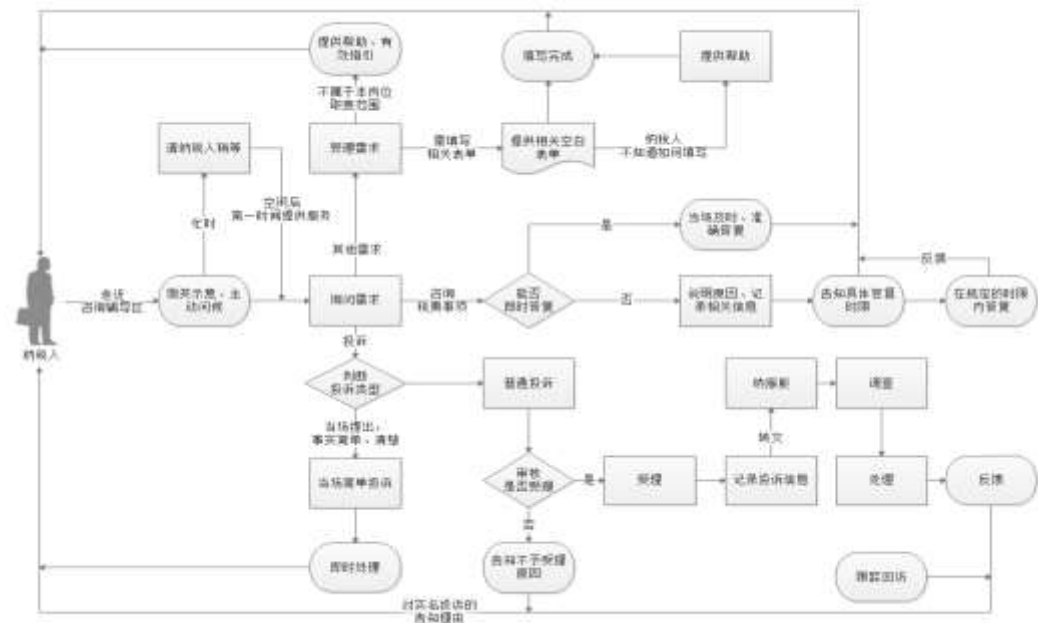 提供帮助、有
效指引
填写完成
提供帮助
不属于本岗位
职责范围
请纳税人稍等
受理需求
需填写
相关表单
提供相关空白
表单
纳税人
不知道如何填写
空闲后
第一时间提供服务
忙时
其他需求
是
当场及时、准
确答复
反馈
走近
咨询辅导区
微笑示意、主
动问候
询问需求
咨询
税费事项
能否
即时答复
否
说明原因、记
录相关信息
告知具体答复
时限
在规定的时限
内答复
纳税人
投诉
判断
投诉类型
普通投诉
纳服股
调查
当场提出，
事实简单、清楚
转交
当场简单投诉
审核
是否受理
是
受理
记录投诉信息
处理
反馈
否
即时处理
告知不予受理
原因
跟踪回访
对实名投诉的
告知理由